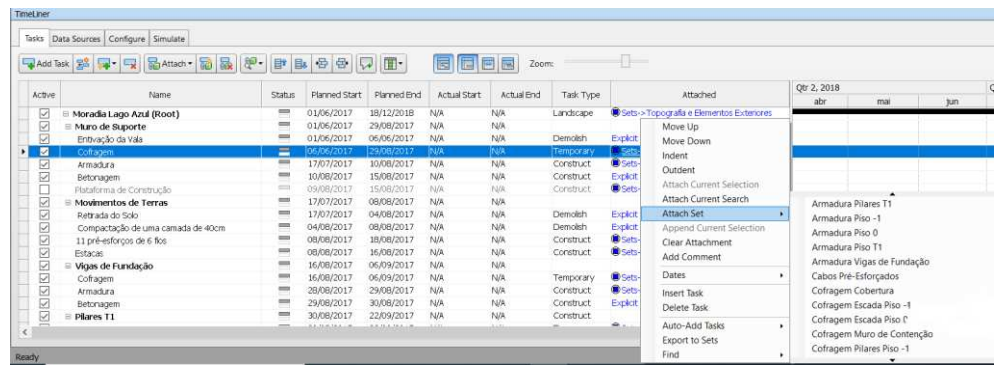 TimeLiner
Tasks Data Sources Configure Simulate
Add Task Attach Zoom:
Active Name Status Planned Start Planned End Actual Start Actual End Task Type Attached Qtr 2, 2018
abr mai jun
Moradia Lago Azul (Root) 01/06/2017 18/12/2018 N/A N/A Landscape Sets->Topografia e Elementos Exteriores
Muro de Suporte 01/06/2017 29/08/2017 N/A N/A
Entivação da Vala 01/06/2017 06/06/2017 N/A N/A Demolish Explicit
Cofragem 06/06/2017 29/08/2017 N/A N/A Temporary Sets-
Armadura 17/07/2017 10/08/2017 N/A N/A Construct Sets-
Betonagem 10/08/2017 15/08/2017 N/A N/A Construct Explicit
Plataforma de Construção 09/08/2017 15/08/2017 N/A N/A Construct Sets-
Movimentos de Terras 17/07/2017 08/08/2017 N/A N/A
Retirada do Solo 17/07/2017 04/08/2017 N/A N/A Demolish Explicit
Compactação de uma camada de 40cm 04/08/2017 08/08/2017 N/A N/A Demolish Explicit
11 pré-esforços de 6 fios 08/08/2017 18/08/2017 N/A N/A Construct Sets-
Estacas 08/08/2017 16/08/2017 N/A N/A Construct Sets-
Vigas de Fundação 16/08/2017 06/09/2017 N/A N/A
Cofragem 16/08/2017 06/09/2017 N/A N/A Temporary Sets-
Armadura 28/08/2017 29/08/2017 N/A N/A Construct Sets-
Betonagem 29/08/2017 30/08/2017 N/A N/A Construct Explicit
Pilares T1 30/08/2017 22/09/2017 N/A N/A Construct
Move Up
Move Down
Indent
Outdent
Attach Current Selection
Attach Current Search
Attach Set
Append Current Selection
Clear Attachment
Add Comment
Dates
Insert Task
Delete Task
Auto-Add Tasks
Export to Sets
Find
Armadura Pilares T1
Armadura Piso -1
Armadura Piso 0
Armadura Piso T1
Armadura Vigas de Fundação
Cabos Pré-Esforçados
Cofragem Cobertura
Cofragem Escada Piso -1
Cofragem Escada Piso
Cofragem Muro de Contenção
Cofragem Pilares Piso -1
Ready